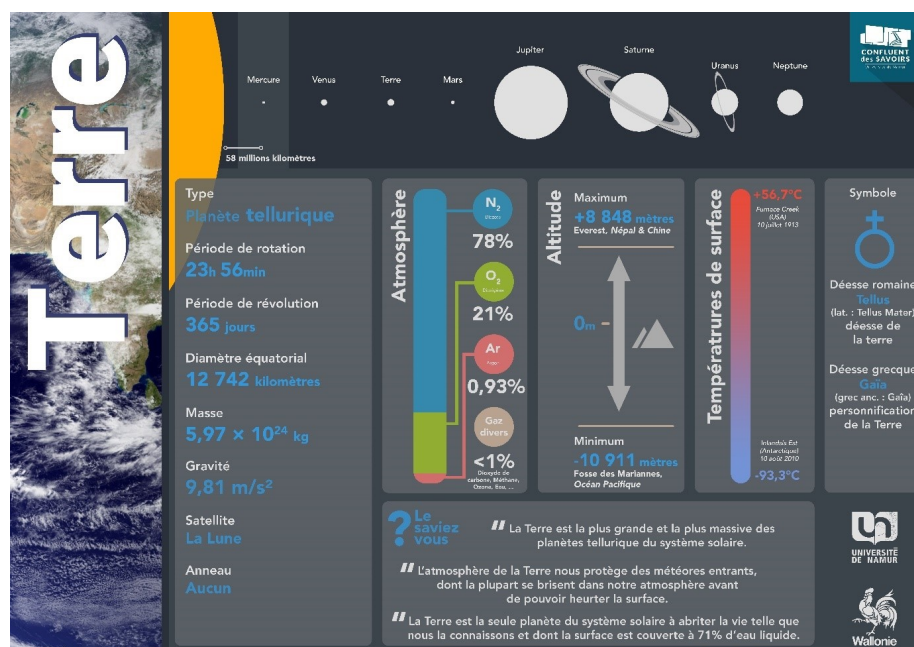 Terre
Mercure
Venus
Terre
Mars
Jupiter
Saturne
Uranus
Neptune
58 millions kilomètres
CONFLUENT
des SAVOIRS
Type
Planète tellurique
Période de rotation
23h 56min
Période de révolution
365 jours
Diamètre équatorial
12 742 kilomètres
Masse
5,97 × 10²⁴ kg
Gravité
9,81 m/s²
Satellite
La Lune
Anneau
Aucun
Atmosphère
N₂
78%
O₂
21%
Ar
0,93%
Gaz
divers
<1%
Dioxyde de
carbone, Méthane,
Ozone, Eau, ...
Altitude
Maximum
+8 848 mètres
Everest, Népal & Chine
0m
Minimum
-10 911 mètres
Fosse des Mariannes,
Océan Pacifique
Températrures de surface
+56,7°C
Furnace Creek
(USA)
10 juillet 1913
Inlandsis Est
(Antarctique)
10 août 2010
-93,3°C
Symbole
Déesse romaine
Tellus
(lat. : Tellus Mater)
déesse de
la terre
Déesse grecque
Gaïa
(grec anc. : Gaîa)
personnification
de la Terre
? Le
saviez
vous
" La Terre est la plus grande et la plus massive des
planètes tellurique du système solaire.
" L'atmosphère de la Terre nous protège des météores entrants,
dont la plupart se brisent dans notre atmosphère avant
de pouvoir heurter la surface.
" La Terre est la seule planète du système solaire à abriter la vie telle que
nous la connaissons et dont la surface est couverte à 71% d'eau liquide.
UNIVERSITÉ
DE NAMUR
Wallonie